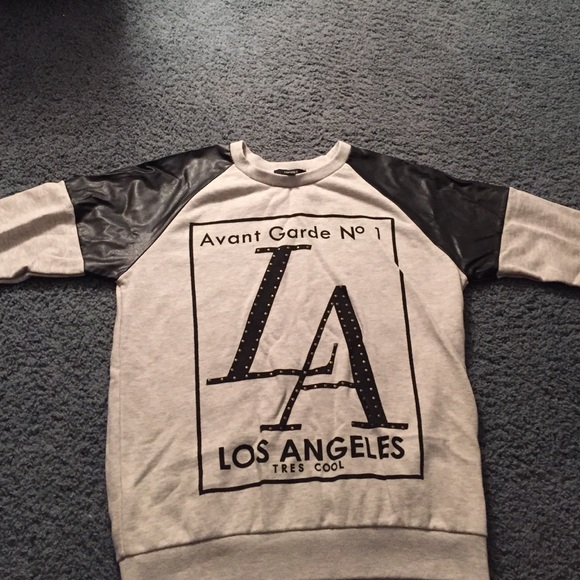 Avant Garde Nº 1
LA
LOS ANGELES
TRES COOL